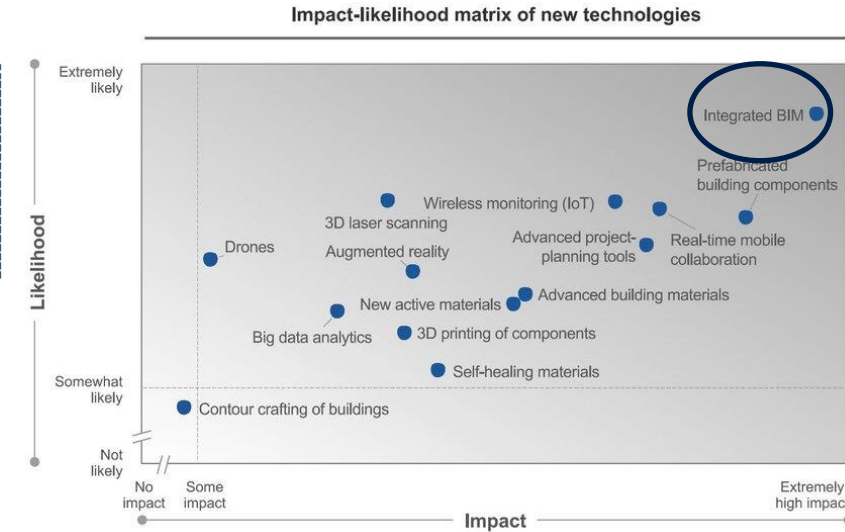 Impact-likelihood matrix of new technologies
Extremely
likely
Integrated BIM
Prefabricated
building components
Wireless monitoring (IoT)
3D laser scanning
Likelihood
Advanced project-
planning tools
Real-time mobile
collaboration
Drones
Augmented reality
New active materials
Advanced building materials
Big data analytics
3D printing of components
Self-healing materials
Somewhat
likely
Contour crafting of buildings
Not
likely
No
impact
Some
impact
Extremely
high impac
Impact